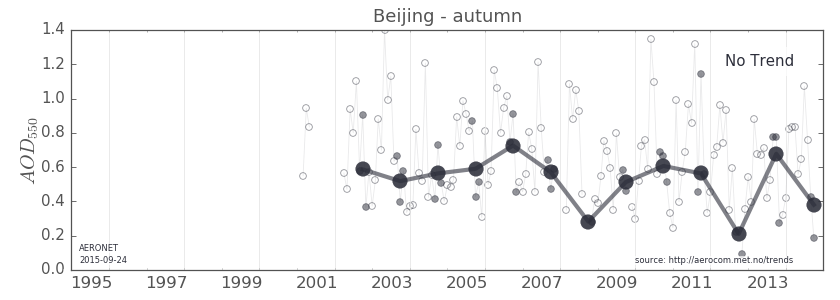 Beijing - autumn
1.4
1.2
1.0
0.8
0.6
0.4
0.2
0.0
AOD550
No Trend
AERONET
2015-09-24
source: http://aerocom.met.no/trends
1995 1997 1999 2001 2003 2005 2007 2009 2011 2013